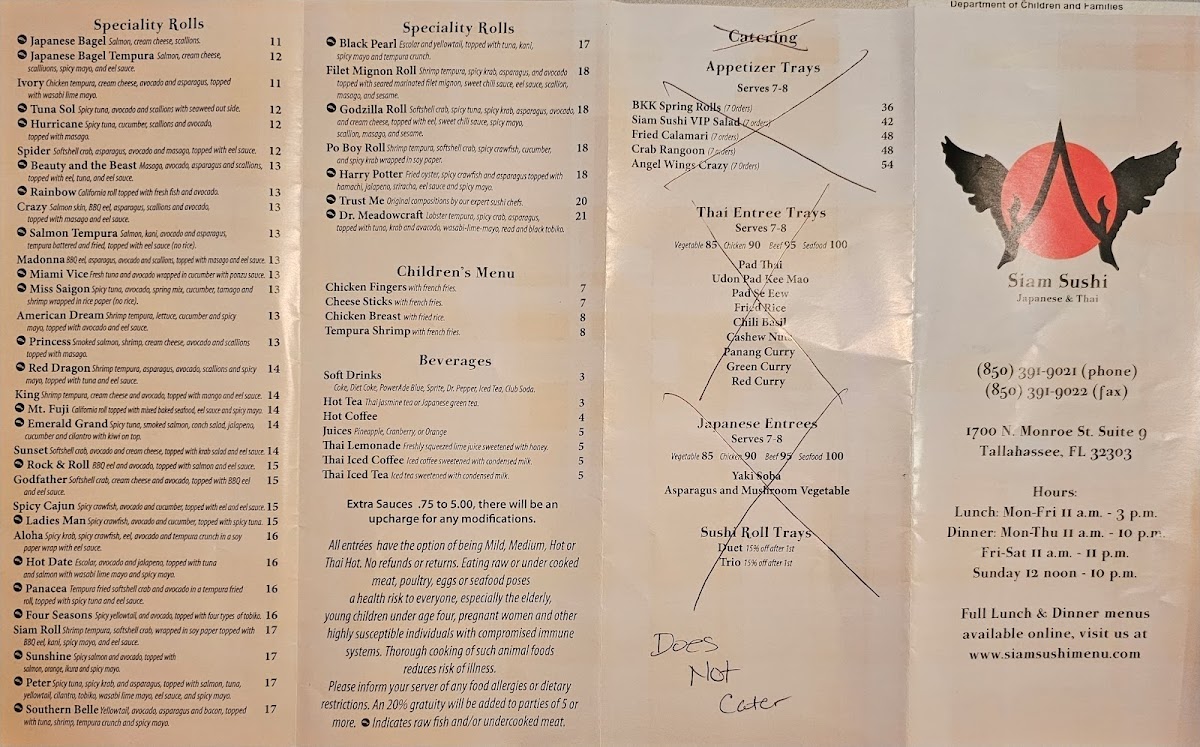 Speciality Rolls
Japanese Bagel Salmon, cream cheese, scallions. 11
Japanese Bagel Tempura Salmon, cream cheese, 12
scalliuons, spicy mayo, and eel sauce.
Ivory Chicken tempura, cream cheese, avocado and asparagus, topped 11
with wasabi lime mayo.
Tuna Sol Spicy tuna, avocado and scallions with seaweed out side. 12
Hurricane Spicy tuna, cucumber, scallions and avocado, 12
topped with masago.
Spider Softshell crab, asparagus, avocado and masago, topped with eel sauce. 12
Beauty and the Beast Masago, avocado, asparagus and scallions, 13
topped with eel, tuna, and eel sauce.
Rainbow California roll topped with fresh fish and avocado. 13
Crazy Salmon skin, BBQ eel, asparagus, scallions and avocado, 13
topped with masago and eel sauce.
Salmon Tempura Salmon, kani, avocado and asparagus, 13
tempura battered and fried, topped with eel sauce (no rice).
Madonna BBQ eel, asparagus, avocado and scallions, topped with masago and eel sauce. 13
Miami Vice Fresh tuna and avocado wrapped in cucumber with ponzu sauce. 13
Miss Saigon Spicy tuna, avocado, spring mix, cucumber, tamago and 13
shrimp wrapped in rice paper (no rice).
American Dream Shrimp tempura, lettuce, cucumber and spicy 13
mayo, topped with avocado and eel sauce.
Princess Smoked salmon, shrimp, cream cheese, avocado and scallions 13
topped with masago.
Red Dragon Shrimp tempura, asparagus, avocado, scallions and spicy 14
mayo, topped with tuna and eel sauce.
King Shrimp tempura, cream cheese and avocado, topped with mango and eel sauce. 14
Mt. Fuji California roll topped with mixed baked seafood, eel sauce and spicy mayo. 14
Emerald Grand Spicy tuna, smoked salmon, conch salad, jalapeno, 14
cucumber and cilantro with kiwi on top.
Sunset Softshell crab, avocado and cream cheese, topped with krab salad and eel sauce. 14
Rock & Roll BBQ eel and avocado, topped with salmon and eel sauce. 15
Godfather Softshell crab, cream cheese and avocado, topped with BBQ eel 15
and eel sauce.
Spicy Cajun Spicy crawfish, avocado and cucumber, topped with eel and eel sauce. 15
Ladies Man Spicy crawfish, avocado and cucumber, topped with spicy tuna. 15
Aloha Spicy krab, spicy crawfish, eel, avocado and tempura crunch in a soy 16
paper wrap with eel sauce.
Hot Date Escolar, avocado and jalapeno, topped with tuna 16
and salmon with wasabi lime mayo and spicy mayo.
Panacea Tempura fried softshell crab and avocado in a tempura fried 16
roll, topped with spicy tuna and eel sauce.
Four Seasons Spicy yellowtail, and avocado, topped with four types of tobiko. 16
Siam Roll Shrimp tempura, softshell crab, wrapped in soy paper topped with 17
BBQ eel, kani, spicy mayo, and eel sauce.
Sunshine Spicy salmon and avocado, topped with 17
salmon, orange, ikura and spicy mayo.
Peter Spicy tuna, spicy krab, and asparagus, topped with salmon, tuna, 17
yellowtail, cilantro, tobiko, wasabi lime mayo, eel sauce, and spicy mayo.
Southern Belle Yellowtail, avocado, asparagus and bacon, topped 17
with tuna, shrimp, tempura crunch and spicy mayo.
Speciality Rolls
Black Pearl Escolar and yellowtail, topped with tuna, kani, 17
spicy mayo and tempura crunch.
Filet Mignon Roll Shrimp tempura, spicy krab, asparagus, and avocado 18
topped with seared marinated filet mignon, sweet chili sauce, eel sauce, scallion,
masago, and sesame.
Godzilla Roll Softshell crab, spicy tuna, spicy krab, asparagus, avocado, 18
and cream cheese, topped with eel, sweet chili sauce, spicy mayo,
scallion, masago, and sesame.
Po Boy Roll Shrimp tempura, softshell crab, spicy crawfish, cucumber, 18
and spicy krab wrapped in soy paper.
Harry Potter Fried oyster, spicy crawfish and asparagus topped with 18
hamachi, jalapeno, sriracha, eel sauce and spicy mayo.
Trust Me Original compositions by our expert sushi chefs. 20
Dr. Meadowcraft Lobster tempura, spicy crab, asparagus, 21
topped with tuna, krab and avacado, wasabi-lime-mayo, read and black tobiko.
Children's Menu
Chicken Fingers with french fries. 7
Cheese Sticks with french fries. 7
Chicken Breast with fried rice. 8
Tempura Shrimp with french fries. 8
Beverages
Soft Drinks 3
Coke, Diet Coke, PowerAde Blue, Sprite, Dr. Pepper, Iced Tea, Club Soda.
Hot Tea Thai jasmine tea or Japanese green tea. 3
Hot Coffee 4
Juices Pineapple, Cranberry, or Orange 5
Thai Lemonade Freshly squeezed lime juice sweetened with honey. 5
Thai Iced Coffee Iced coffee sweetened with condensed milk. 5
Thai Iced Tea Iced tea sweetened with condensed milk. 5
Extra Sauces .75 to 5.00, there will be an
upcharge for any modifications.
All entrées have the option of being Mild, Medium, Hot or
Thai Hot. No refunds or returns. Eating raw or under cooked
meat, poultry, eggs or seafood poses
a health risk to everyone, especially the elderly,
young children under age four, pregnant women and other
highly susceptible individuals with compromised immune
systems. Thorough cooking of such animal foods
reduces risk of illness.
Please inform your server of any food allergies or dietary
restrictions. An 20% gratuity will be added to parties of 5 or
more. Indicates raw fish and/or undercooked meat.
Catering
Appetizer Trays
Serves 7-8
BKK Spring Rolls (7 Orders) 36
Siam Sushi VIP Salad (7 orders) 42
Fried Calamari (7 orders) 48
Crab Rangoon (7 orders) 48
Angel Wings Crazy (7 Orders) 54
Thai Entree Trays
Serves 7-8
Vegetable 85 Chicken 90 Beef 95 Seafood 100
Pad Thai
Udon Pad Kee Mao
Pad Se Eew
Fried Rice
Chili Basil
Cashew Nuts
Panang Curry
Green Curry
Red Curry
Japanese Entrees
Serves 7-8
Vegetable 85 Chicken 90 Beef 95 Seafood 100
Yaki Soba
Asparagus and Mushroom Vegetable
Sushi Roll Trays
Duet 15% off after 1st
Trio 15% off after 1st
Does
Not
Cater
Department of Children and Families
Siam Sushi
Japanese & Thai
(850) 391-9021 (phone)
(850) 391-9022 (fax)
1700 N. Monroe St. Suite 9
Tallahassee, FL 32303
Hours:
Lunch: Mon-Fri 11 a.m. - 3 p.m.
Dinner: Mon-Thu 11 a.m. - 10 p.m.
Fri-Sat 11 a.m. - 11 p.m.
Sunday 12 noon - 10 p.m.
Full Lunch & Dinner menus
available online, visit us at
www.siamsushimenu.com